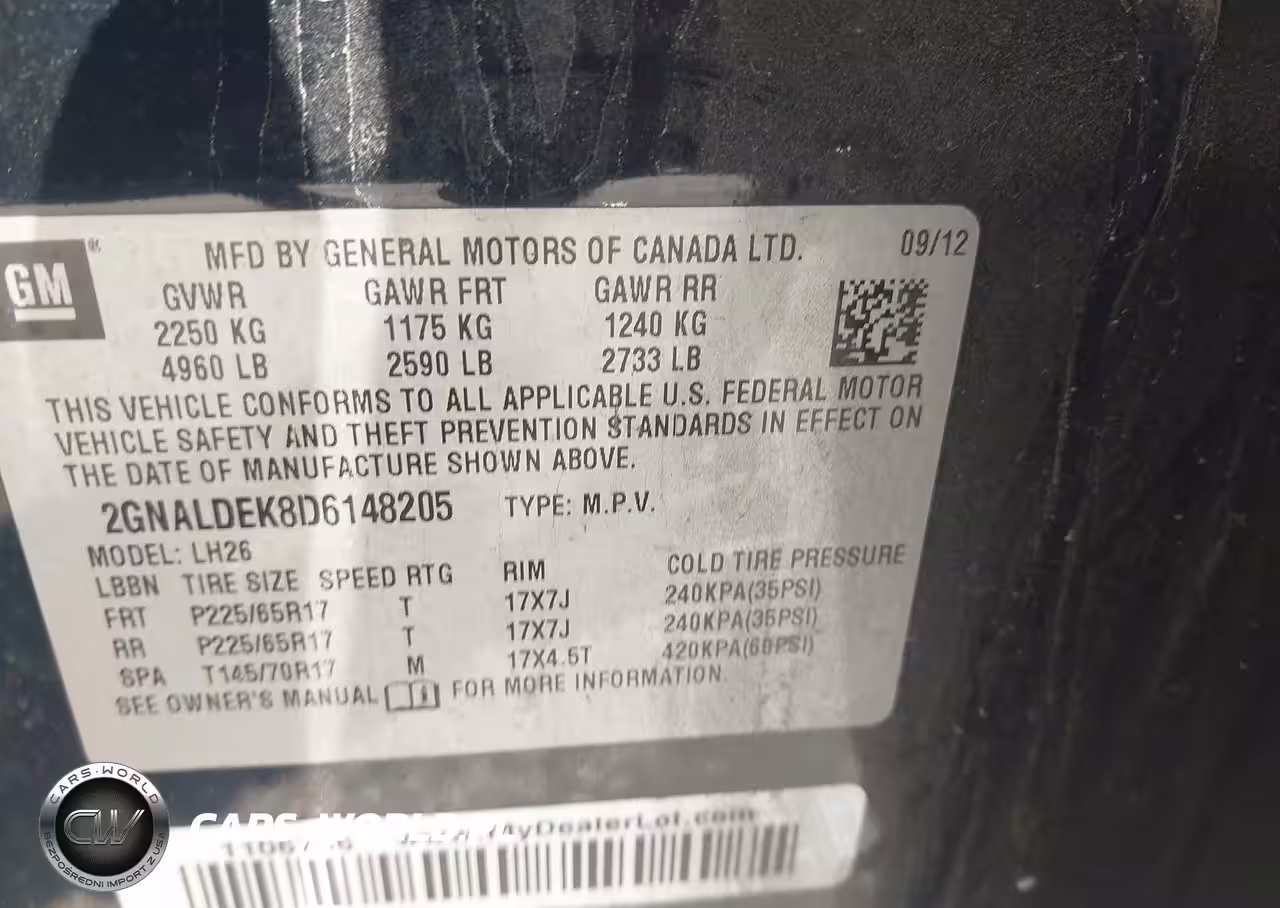 GM
MFD BY GENERAL MOTORS OF CANADA LTD. 09/12
GVWR GAWR FRT GAWR RR
2250 KG 1175 KG 1240 KG
4960 LB 2590 LB 2733 LB
THIS VEHICLE CONFORMS TO ALL APPLICABLE U.S. FEDERAL MOTOR
VEHICLE SAFETY AND THEFT PREVENTION STANDARDS IN EFFECT ON
THE DATE OF MANUFACTURE SHOWN ABOVE.
2GNALDEK8D6148205 TYPE: M.P.V.
MODEL: LH26
LBBN TIRE SIZE SPEED RTG RIM COLD TIRE PRESSURE
FRT P225/65R17 T 17X7J 240KPA(35PSI)
RR P225/65R17 T 17X7J 240KPA(35PSI)
SPA T145/70R17 M 17X4.5T 420KPA(60PSI)
SEE OWNER'S MANUAL FOR MORE INFORMATION.
CARS-WORLD
CW
BEZPOŚREDNI IMPORT Z USA